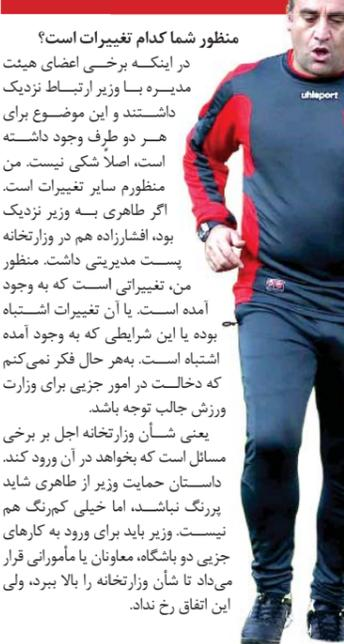 منظور شما کدام تغییرات است؟
در اینکه برخی اعضای هیئت
مدیره با وزیر ارتباط نزدیک
داشتند و این موضوع برای
هر دو طرف وجود داشته
است، اصلاً شکی نیست. من
منظورم سایر تغییرات است.
اگر طاهری به وزیر نزدیک
بود، افشارزاده هم در وزارتخانه
پست مدیریتی داشت. منظور
من، تغییراتی است که به وجود
آمده است. یا آن تغییرات اشتباه
بوده یا این شرایطی که به وجود آمده
اشتباه است. به‌هر حال فکر نمی‌کنم
که دخالت در امور جزیی برای وزارت
ورزش جالب توجه باشد.
یعنی شأن وزارتخانه اجل بر برخی
مسائل است که بخواهد در آن ورود کند.
داستان حمایت وزیر از طاهری شاید
پررنگ نباشد، اما خیلی کم‌رنگ هم
نیست. وزیر باید برای ورود به کارهای
جزیی دو باشگاه، معاونان یا مأمورانی قرار
می‌داد تا شأن وزارتخانه را بالا ببرد، ولی
این اتفاق رخ نداد.
uhlsport